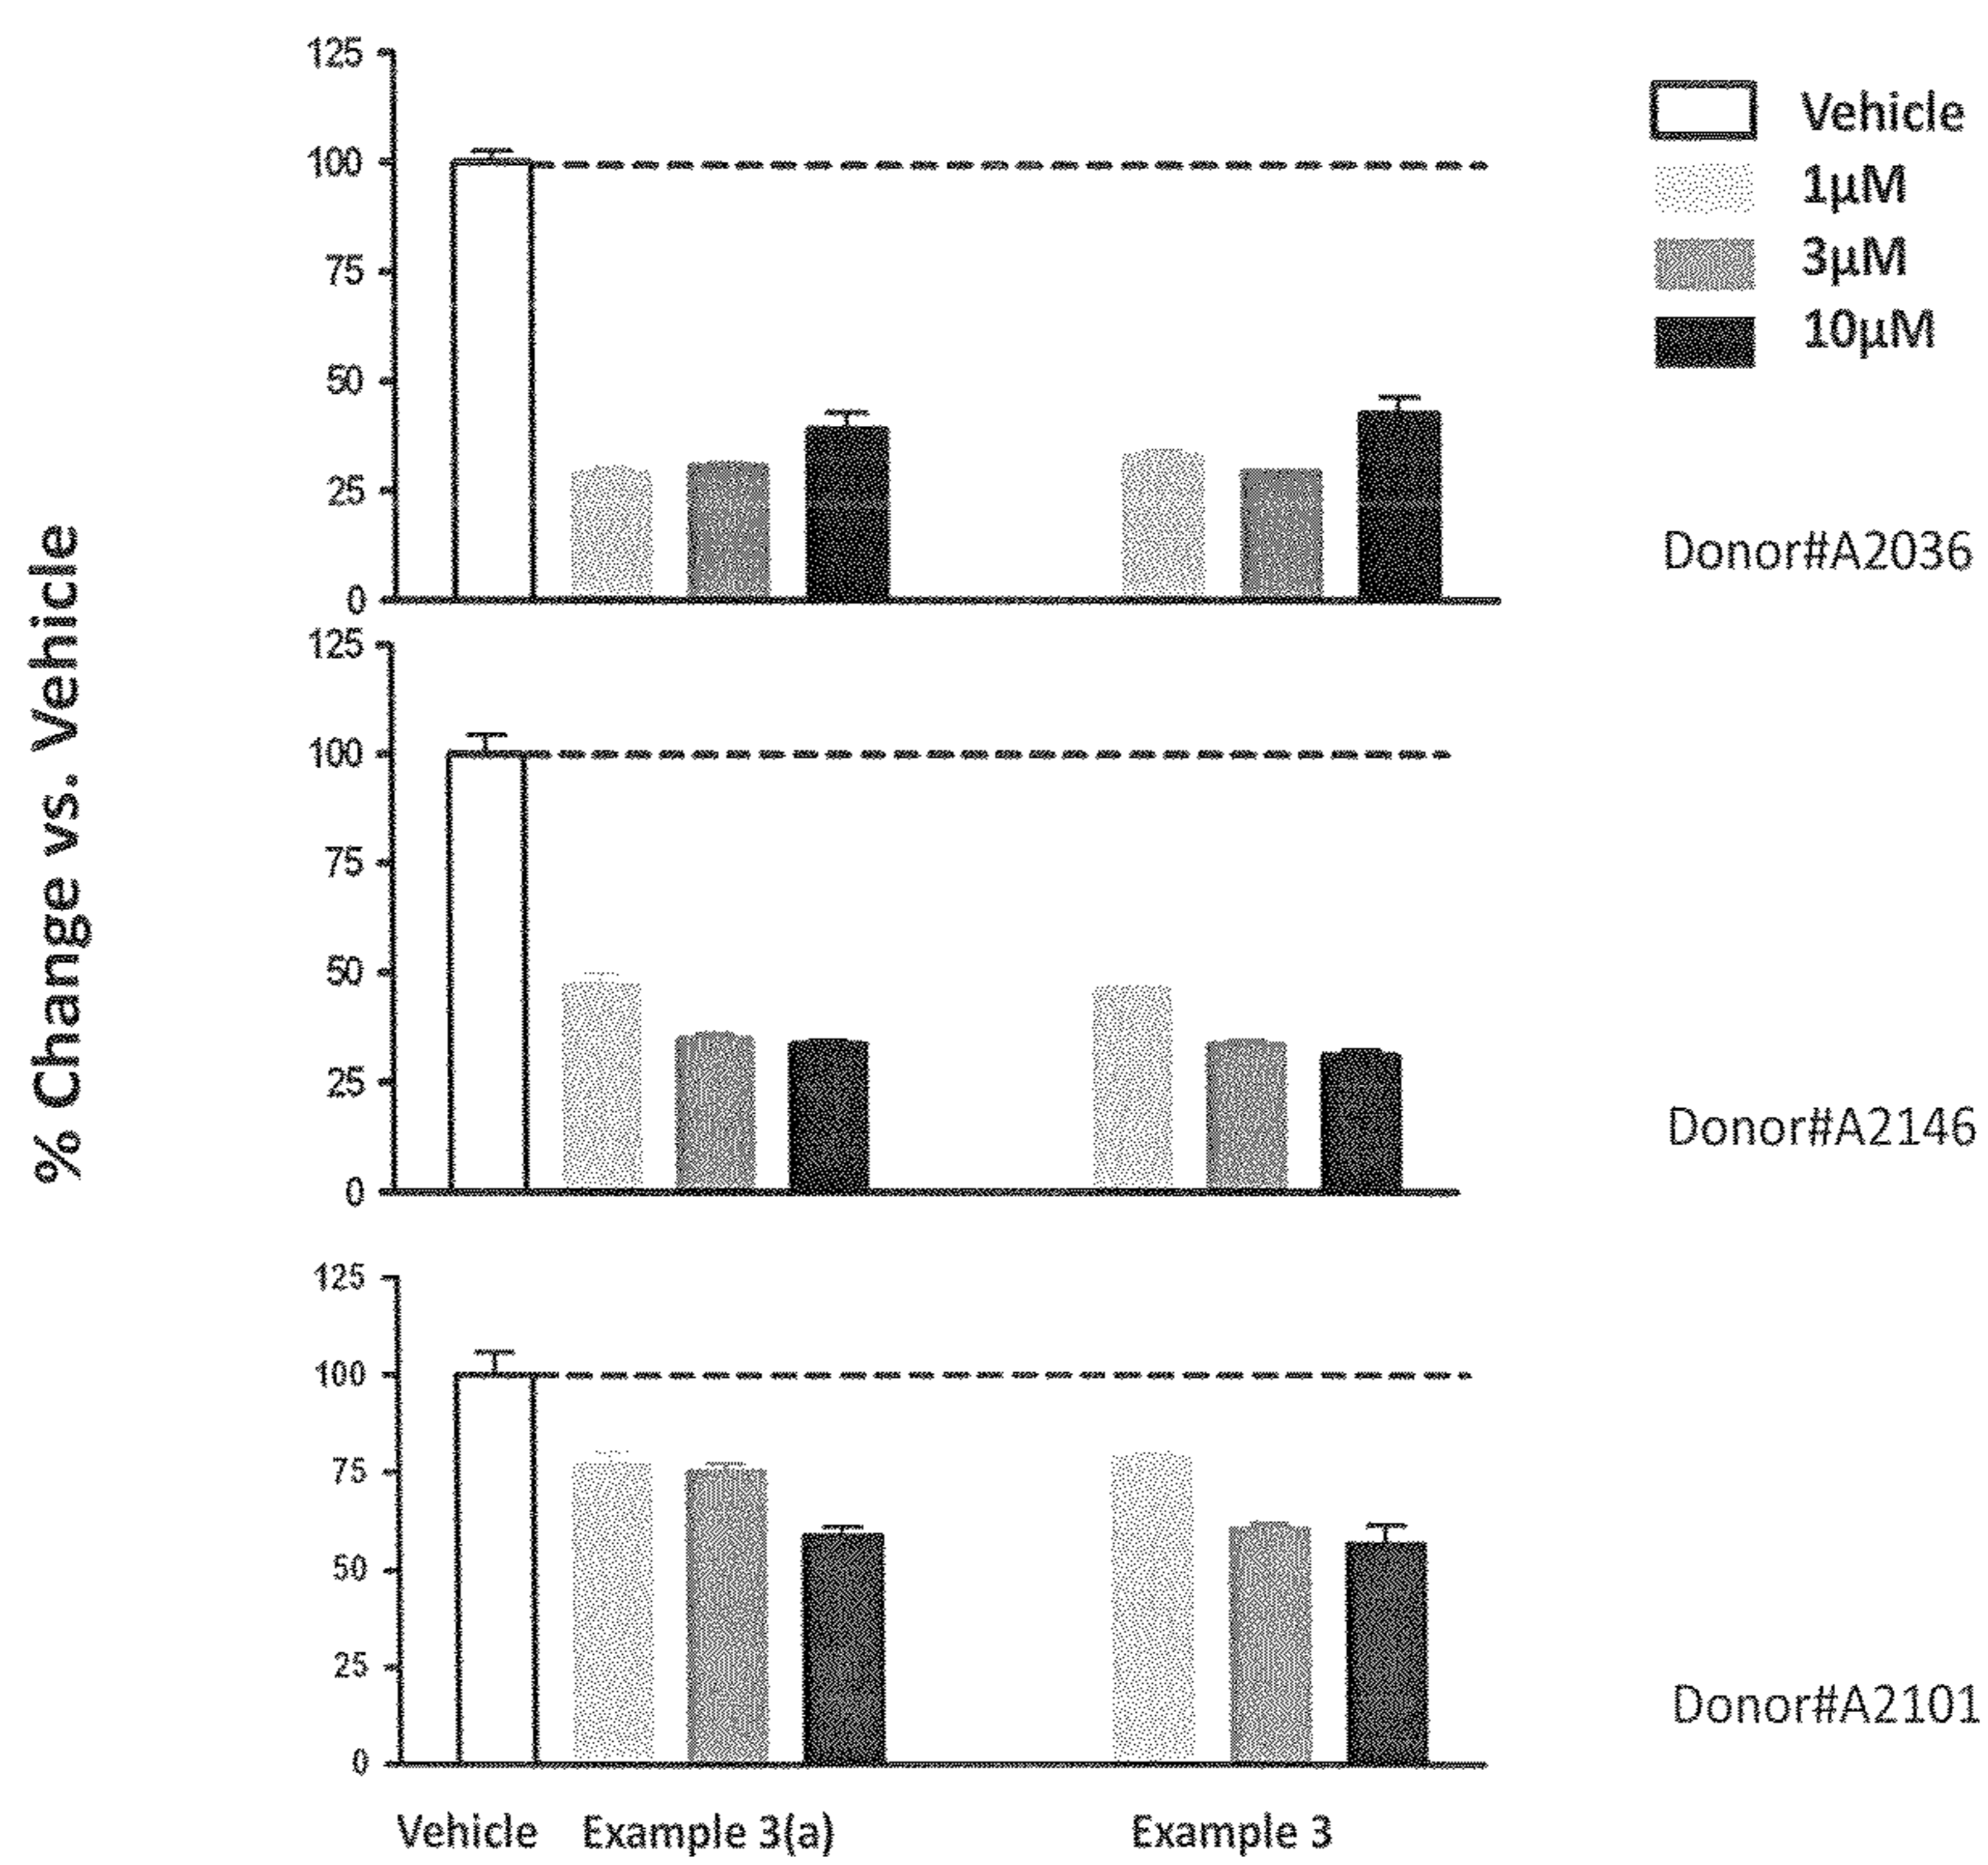 % Change vs. Vehicle
125
100
75
50
25
0
Vehicle
1µM
3µM
10µM
Donor#A2036
125
100
75
50
25
0
Donor#A2146
125
100
75
50
25
0
Donor#A2101
Vehicle Example 3(a) Example 3